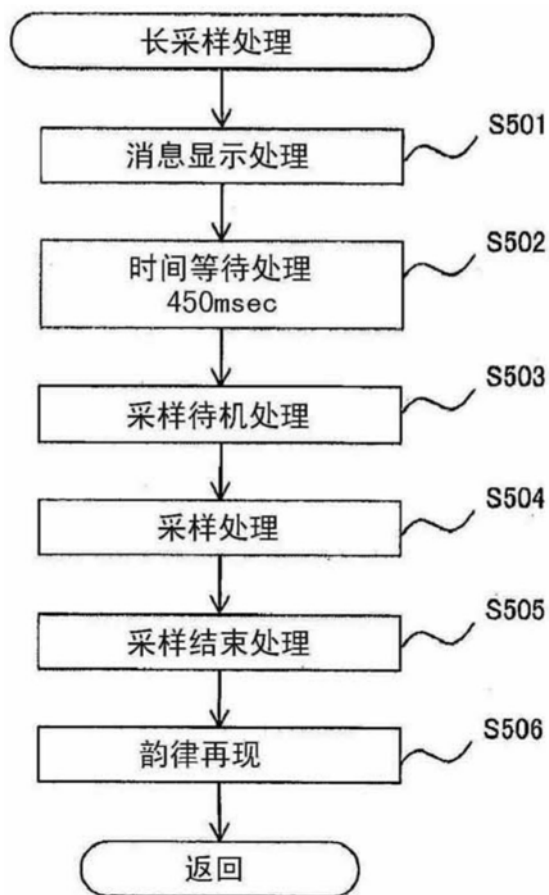 长采样处理
S501
消息显示处理
S502
时间等待处理
450msec
S503
采样待机处理
S504
采样处理
S505
采样结束处理
S506
韵律再现
返回